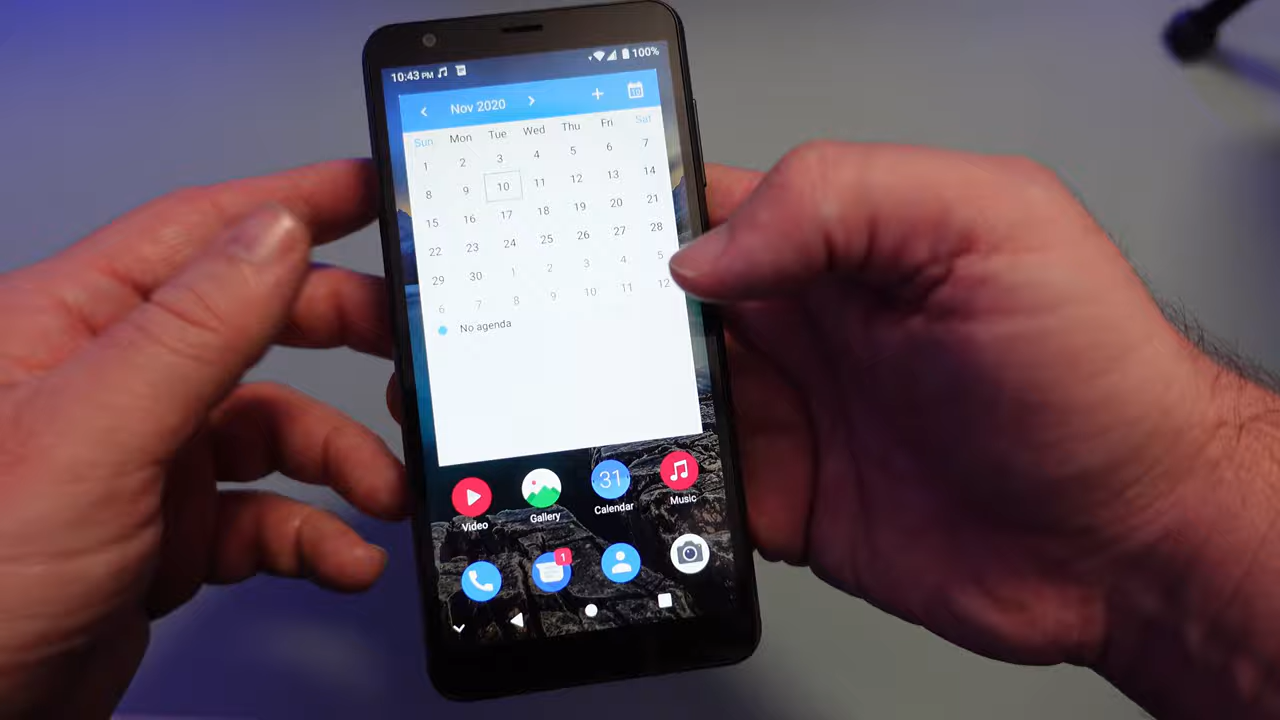 10:43 PM 100%
Nov 2020
10
Sun Mon Tue Wed Thu Fri Sat
1 2 3 4 5 6 7
8 9 10 11 12 13 14
15 16 17 18 19 20 21
22 23 24 25 26 27 28
29 30 1 2 3 4 5
6 7 8 9 10 11 12
No agenda
31
Video Gallery Calendar Music
1